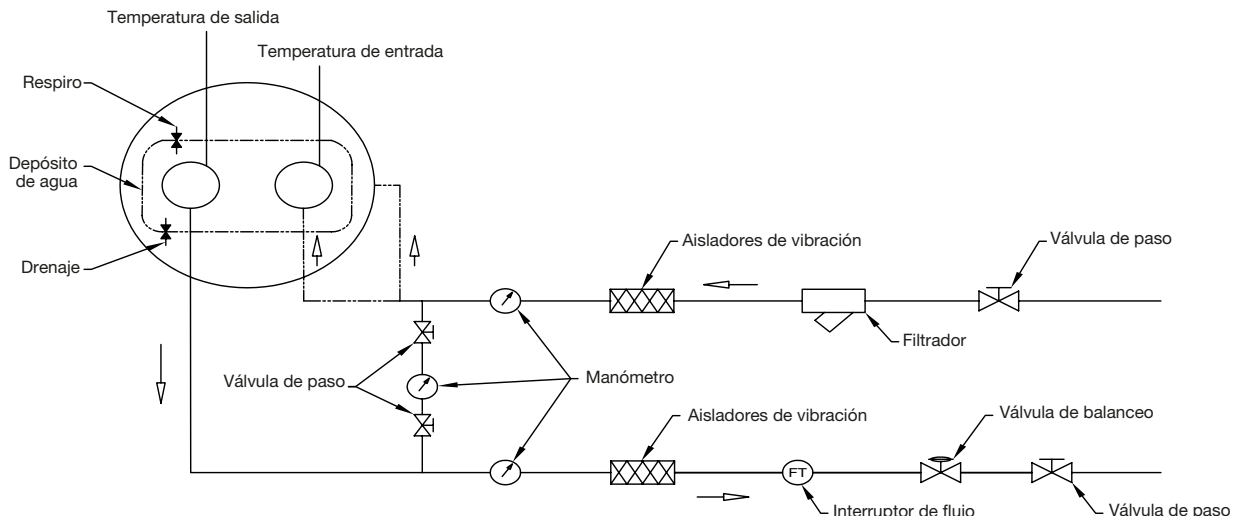 Temperatura de salida
Temperatura de entrada
Respiro
Depósito
de agua
Drenaje
Aisladores de vibración
Válvula de paso
Filtrador
Válvula de paso
Manómetro
Aisladores de vibración
Válvula de balanceo
FT
Interruptor de flujo
Válvula de paso